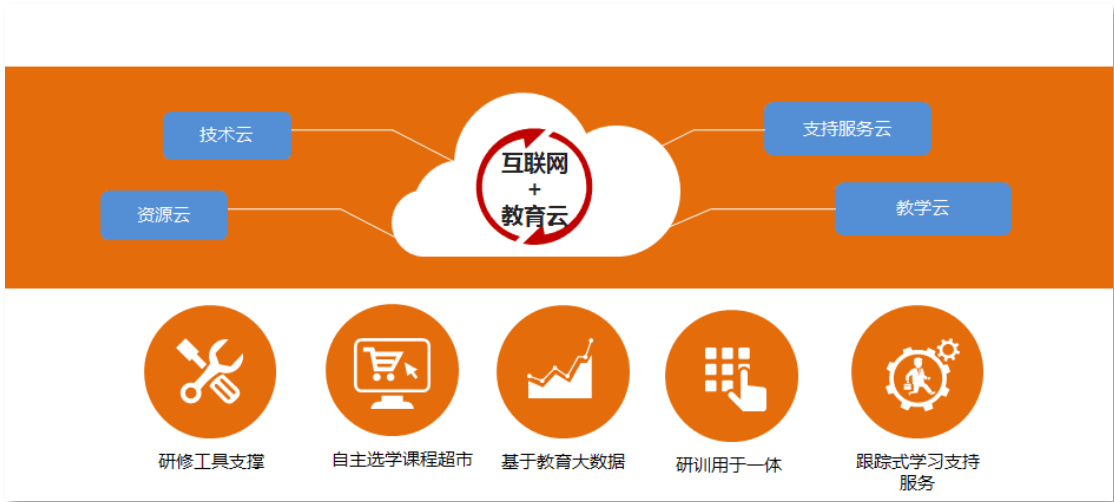 技术云
支持服务云
互联网
+
教育云
资源云
教学云
研修工具支撑
自主选学课程超市
基于教育大数据
研训用于一体
跟踪式学习支持
服务